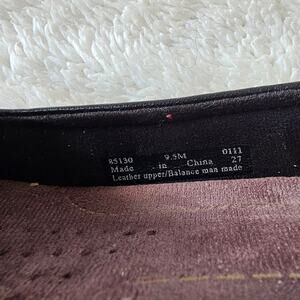 85130 9.5M 0111
Made in China 27
Leather upper/Balance man made